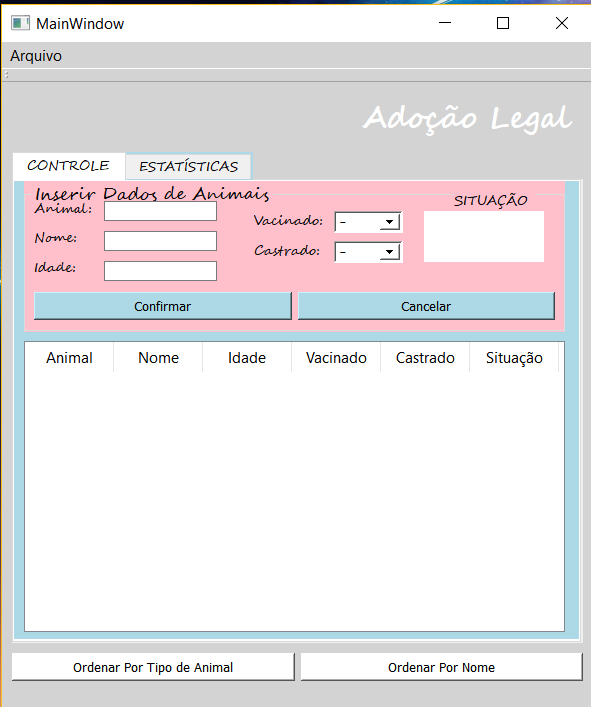 MainWindow
Arquivo
Adoção Legal
CONTROLE ESTATÍSTICAS
Inserir Dados de Animais
SITUAÇÃO
Animal:
Vacinado: -
Nome:
Castrado: -
Idade:
Confirmar Cancelar
Animal Nome Idade Vacinado Castrado Situação
Ordenar Por Tipo de Animal Ordenar Por Nome